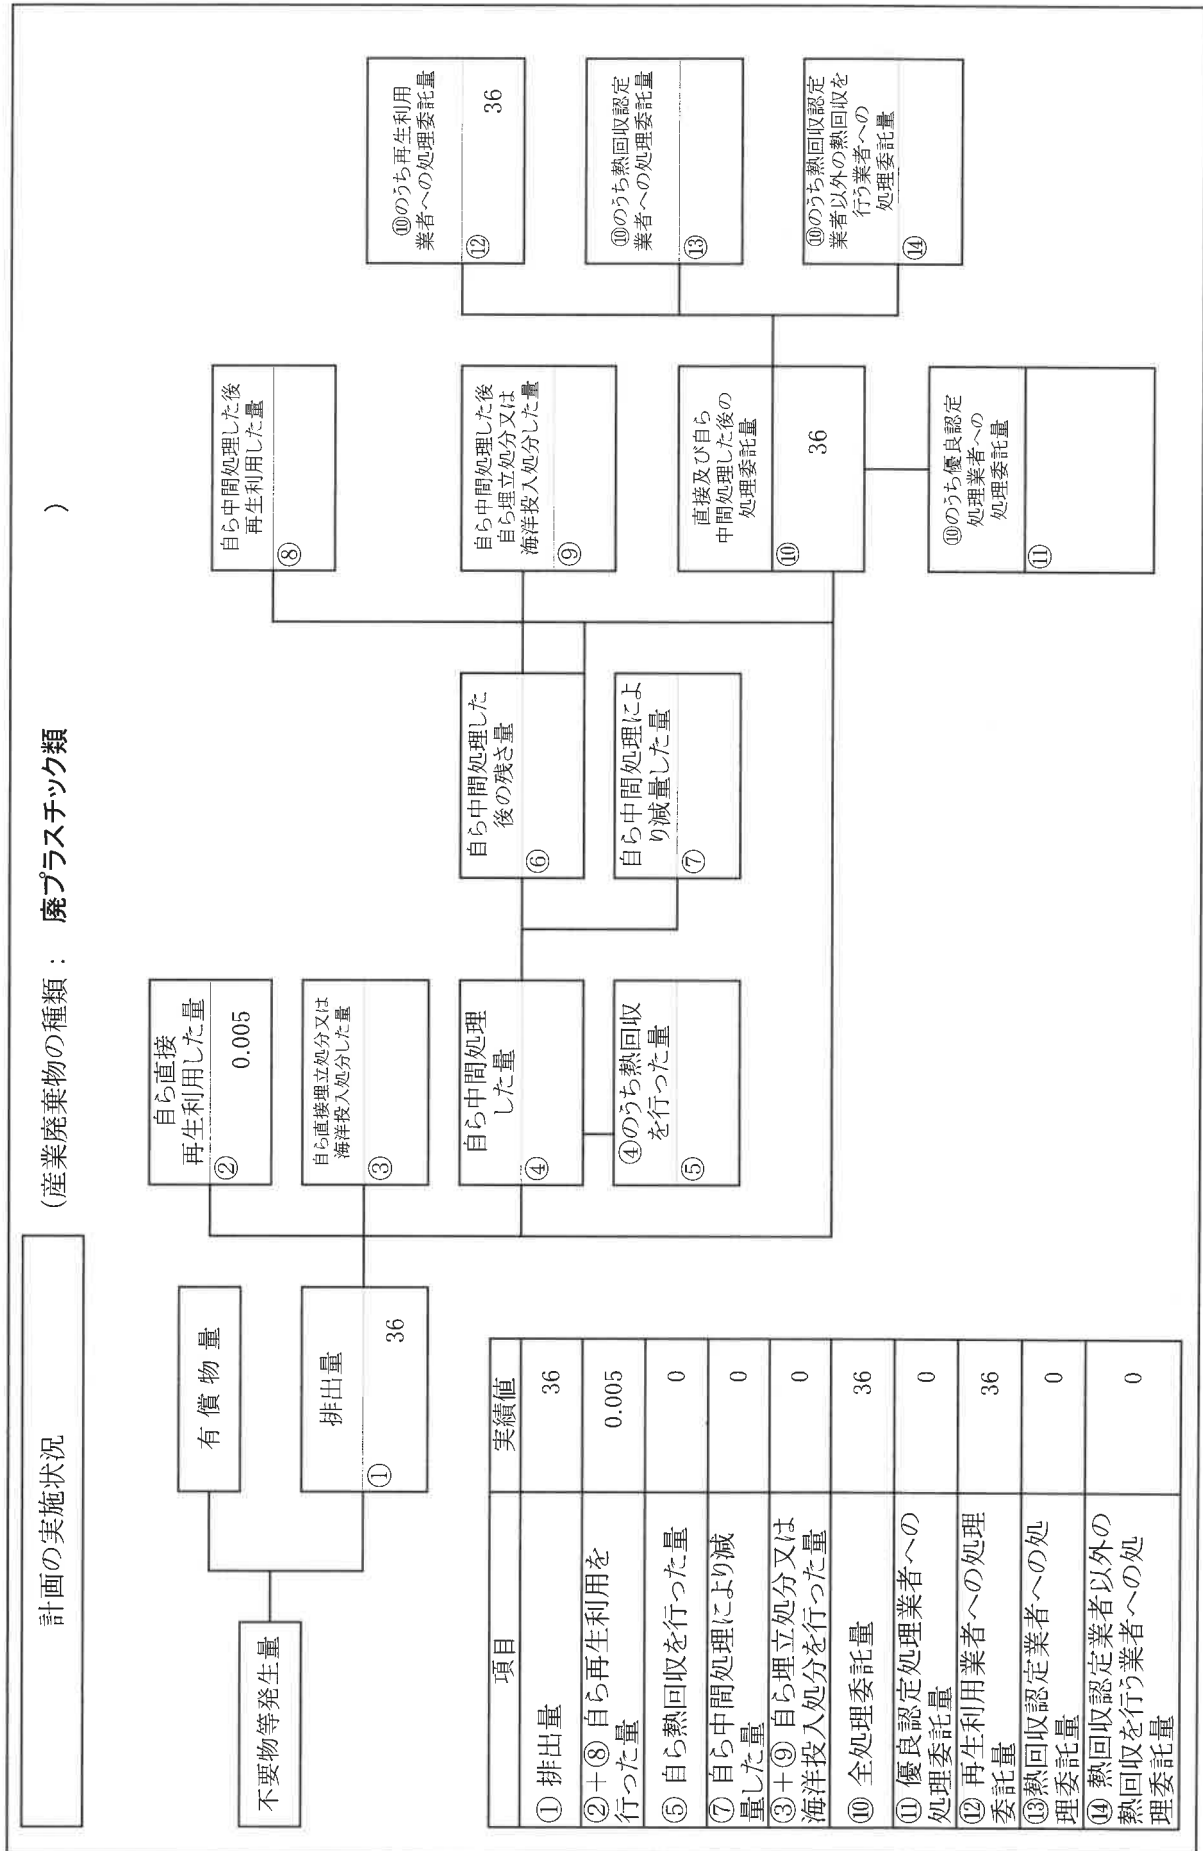 計画の実施状況
(産業廃棄物の種類： 廃プラスチック類 )
不要物等発生量
有償物量
排出量
① 36
自ら直接
再生利用した量
② 0.005
自ら直接埋立処分又は
海洋投入処分した量
③
自ら中間処理
した量
④
④のうち熱回収
を行った量
⑤
自ら中間処理した
後の残さ量
⑥
自ら中間処理によ
り減量した量
⑦
自ら中間処理した後
再生利用した量
⑧
自ら中間処理した後
自ら埋立処分又は
海洋投入処分した量
⑨
直接及び自ら
中間処理した後の
処理委託量
⑩ 36
⑩のうち優良認定
処理業者への
処理委託量
⑪
⑩のうち再生利用
業者への処理委託量
⑫ 36
⑩のうち熱回収認定
業者への処理委託量
⑬
⑩のうち熱回収認定
業者以外の熱回収を
行う業者への
処理委託量
⑭
項目 実績値
① 排出量 36
②＋⑧ 自ら再生利用を
行った量 0.005
⑤ 自ら熱回収を行った量 0
⑦ 自ら中間処理により減
量した量 0
③＋⑨ 自ら埋立処分又は
海洋投入処分を行った量 0
⑩ 全処理委託量 36
⑪ 優良認定処理業者への
処理委託量 0
⑫ 再生利用業者への処理
委託量 36
⑬熱回収認定業者への処
理委託量 0
⑭ 熱回収認定業者以外の
熱回収を行う業者への処
理委託量 0